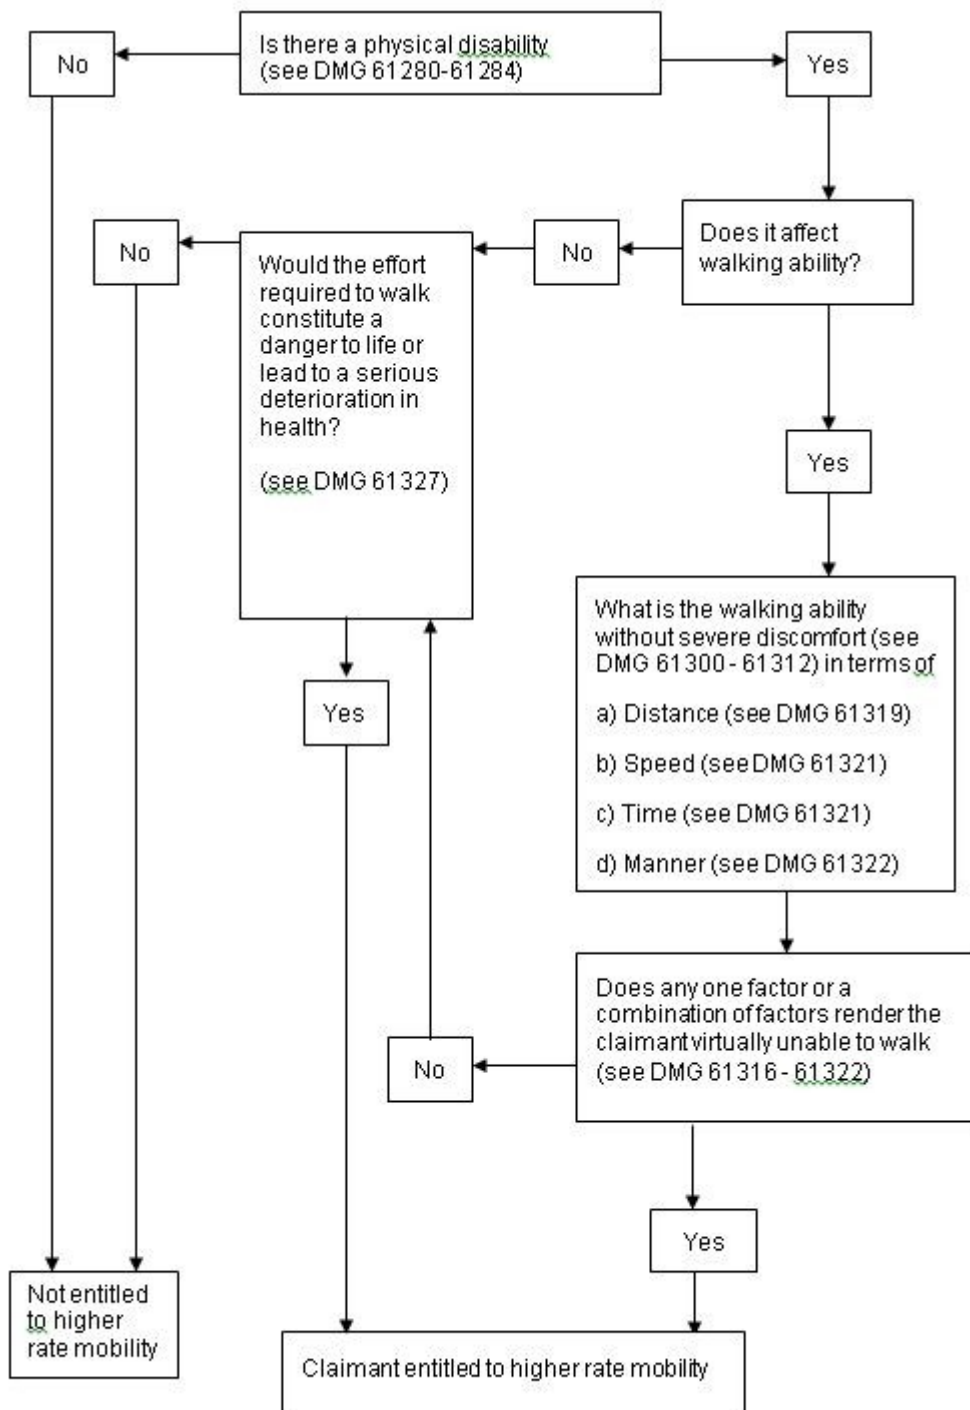 Is there a physical disability
(see DMG 61280-61284)
No
Yes
Does it affect
walking ability?
No
Would the effort
required to walk
constitute a
danger to life or
lead to a serious
deterioration in
health?
(see DMG 61327)
No
Yes
Yes
What is the walking ability
without severe discomfort (see
DMG 61300 - 61312) in terms of
a) Distance (see DMG 61319)
b) Speed (see DMG 61321)
c) Time (see DMG 61321)
d) Manner (see DMG 61322)
Does any one factor or a
combination of factors render the
claimant virtually unable to walk
(see DMG 61316 - 61322)
No
Yes
Not entitled
to higher
rate mobility
Claimant entitled to higher rate mobility